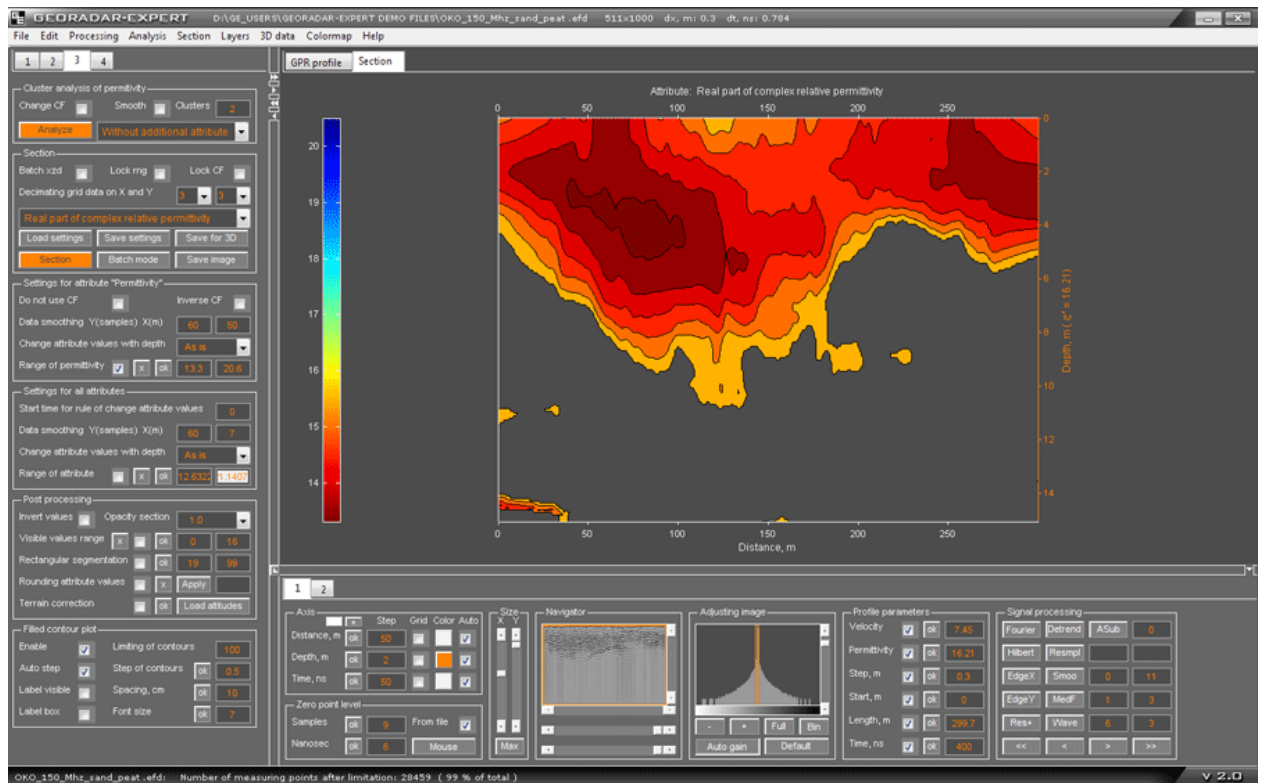 GEORADAR-EXPERT D:\GE_USERS\GEORADAR-EXPERT DEMO FILES\OKO_150_Mhz_sand_peat .efd 511x1000 dx, m: 0.3 dt, ns: 0.784
File Edit Processing Analysis Section Layers 3D data Colormap Help
1 2 3 4
Cluster analysis of permitivity
Change CF Smooth Clusters 2
Analyze Without additional attribute
Section
Batch xzd Lock rng Lock CF
Decimating grid data on X and Y 3 3
Real part of complex relative permittivity
Load settings Save settings Save for 3D
Section Batch mode Save image
Settings for attribute "Permittivity"
Do not use CF Inverse CF
Data smoothing Y(samples) X(m) 60 50
Change attribute values with depth As is
Range of permittivity x ok 13.3 20.6
Settings for all attributes
Start time for rule of change attribute values 0
Data smoothing Y(samples) X(m) 60 7
Change attribute values with depth As is
Range of attribute x ok 12.6322 1.1407
Post processing
Invert values Opacity section 1.0
Visible values range x ok 0 16
Rectangular segmentation ok 19 99
Rounding attribute values x Apply
Terrain correction ok Load altitudes
Filled contour plot
Enable Limiting of contours 100
Auto step Step of contours ok 0.5
Label visible Spacing, cm ok 10
Label box Font size ok 7
GPR profile Section
Attribute: Real part of complex relative permittivity
0 50 100 150 200 250
20
19
18
17
16
15
14
0
2
4
6
8
10
12
14
Depth, m ( ε' = 16.21)
0 50 100 150 200 250
Distance, m
1 2
Axis
+ Step Grid Color Auto
Distance, m ok 50
Depth, m ok 2
Time, ns ok 50
Zero point level
Samples ok 9 From file
Nanosec ok 6 Mouse
Size
X Y
Max
Navigator
Adjusting image
- + Full Bin
Auto gain Default
Profile parameters
Velocity ok 7.45
Permittivity ok 16.21
Step, m ok 0.3
Start, m ok 0
Length, m ok 299.7
Time, ns ok 400
Signal processing
Fourier Detrend ASub 0
Hilbert Resmpl
EdgeX Smoo 0 11
EdgeY MedF 1 3
Res+ Wave 6 3
<< < > >>
OKO_150_Mhz_sand_peat .efd: Number of measuring points after limitation: 28459 ( 99 % of total )
v 2.0